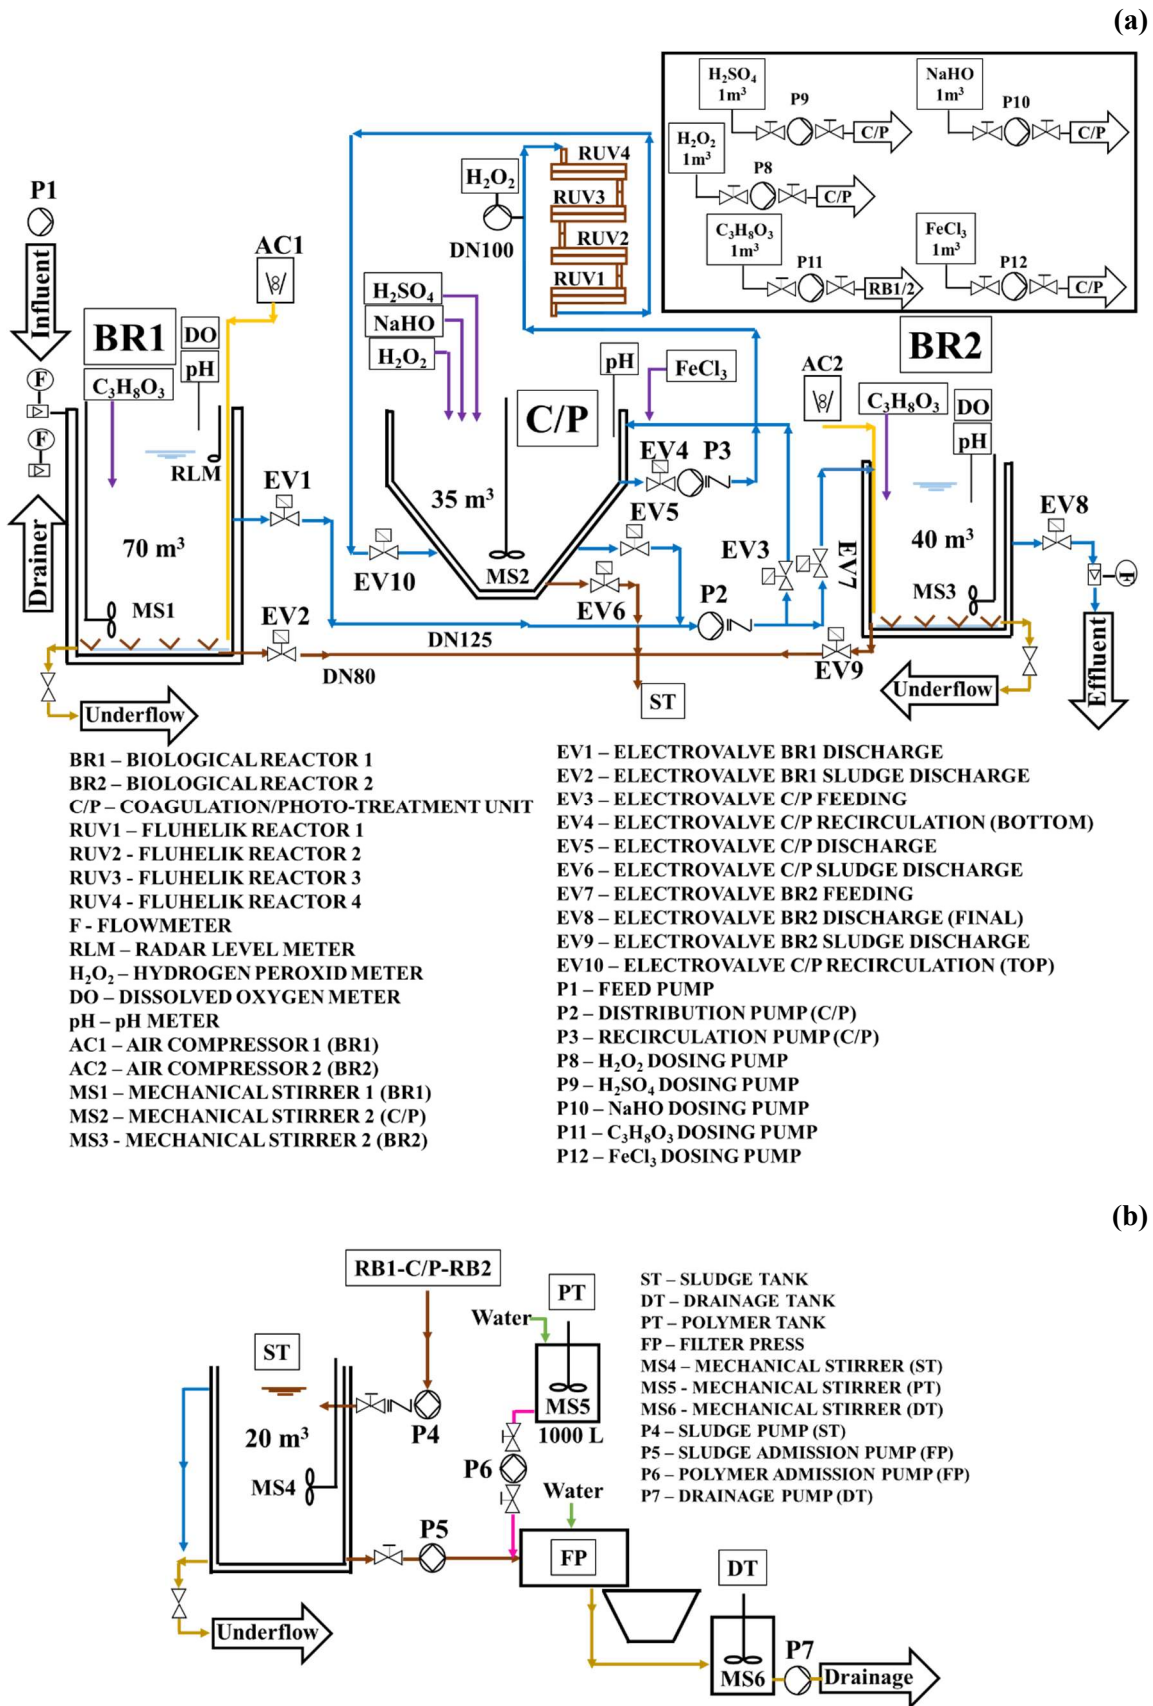 (a)
H₂SO₄
1m³
P9
C/P
NaHO
1m³
P10
C/P
H₂O₂
1m³
P8
C/P
C₃H₈O₃
1m³
P11
RB1/2
FeCl₃
1m³
P12
C/P
P1
Influent
F
F
Drainer
BR1
C₃H₈O₃
DO
pH
AC1
RLM
70 m³
MS1
EV1
EV2
Underflow
DN80
DN125
H₂O₂
DN100
RUV4
RUV3
RUV2
RUV1
H₂SO₄
NaHO
H₂O₂
C/P
pH
FeCl₃
35 m³
MS2
EV10
EV4
P3
EV5
EV6
P2
EV3
EV7
ST
BR2
AC2
C₃H₈O₃
DO
pH
40 m³
MS3
EV8
F
EV9
Underflow
Effluent
BR1 – BIOLOGICAL REACTOR 1
BR2 – BIOLOGICAL REACTOR 2
C/P – COAGULATION/PHOTO-TREATMENT UNIT
RUV1 – FLUHELIK REACTOR 1
RUV2 - FLUHELIK REACTOR 2
RUV3 - FLUHELIK REACTOR 3
RUV4 - FLUHELIK REACTOR 4
F - FLOWMETER
RLM – RADAR LEVEL METER
H₂O₂ – HYDROGEN PEROXID METER
DO – DISSOLVED OXYGEN METER
pH – pH METER
AC1 – AIR COMPRESSOR 1 (BR1)
AC2 – AIR COMPRESSOR 2 (BR2)
MS1 – MECHANICAL STIRRER 1 (BR1)
MS2 – MECHANICAL STIRRER 2 (C/P)
MS3 - MECHANICAL STIRRER 2 (BR2)
EV1 – ELECTROVALVE BR1 DISCHARGE
EV2 – ELECTROVALVE BR1 SLUDGE DISCHARGE
EV3 – ELECTROVALVE C/P FEEDING
EV4 – ELECTROVALVE C/P RECIRCULATION (BOTTOM)
EV5 – ELECTROVALVE C/P DISCHARGE
EV6 – ELECTROVALVE C/P SLUDGE DISCHARGE
EV7 – ELECTROVALVE BR2 FEEDING
EV8 – ELECTROVALVE BR2 DISCHARGE (FINAL)
EV9 – ELECTROVALVE BR2 SLUDGE DISCHARGE
EV10 – ELECTROVALVE C/P RECIRCULATION (TOP)
P1 – FEED PUMP
P2 – DISTRIBUTION PUMP (C/P)
P3 – RECIRCULATION PUMP (C/P)
P8 – H₂O₂ DOSING PUMP
P9 – H₂SO₄ DOSING PUMP
P10 – NaHO DOSING PUMP
P11 – C₃H₈O₃ DOSING PUMP
P12 – FeCl₃ DOSING PUMP
(b)
RB1-C/P-RB2
PT
Water
MS5
1000 L
ST
20 m³
MS4
P4
P6
Water
P5
FP
Underflow
DT
MS6
P7
Drainage
ST – SLUDGE TANK
DT – DRAINAGE TANK
PT – POLYMER TANK
FP – FILTER PRESS
MS4 – MECHANICAL STIRRER (ST)
MS5 - MECHANICAL STIRRER (PT)
MS6 - MECHANICAL STIRRER (DT)
P4 – SLUDGE PUMP (ST)
P5 – SLUDGE ADMISSION PUMP (FP)
P6 – POLYMER ADMISSION PUMP (FP)
P7 – DRAINAGE PUMP (DT)